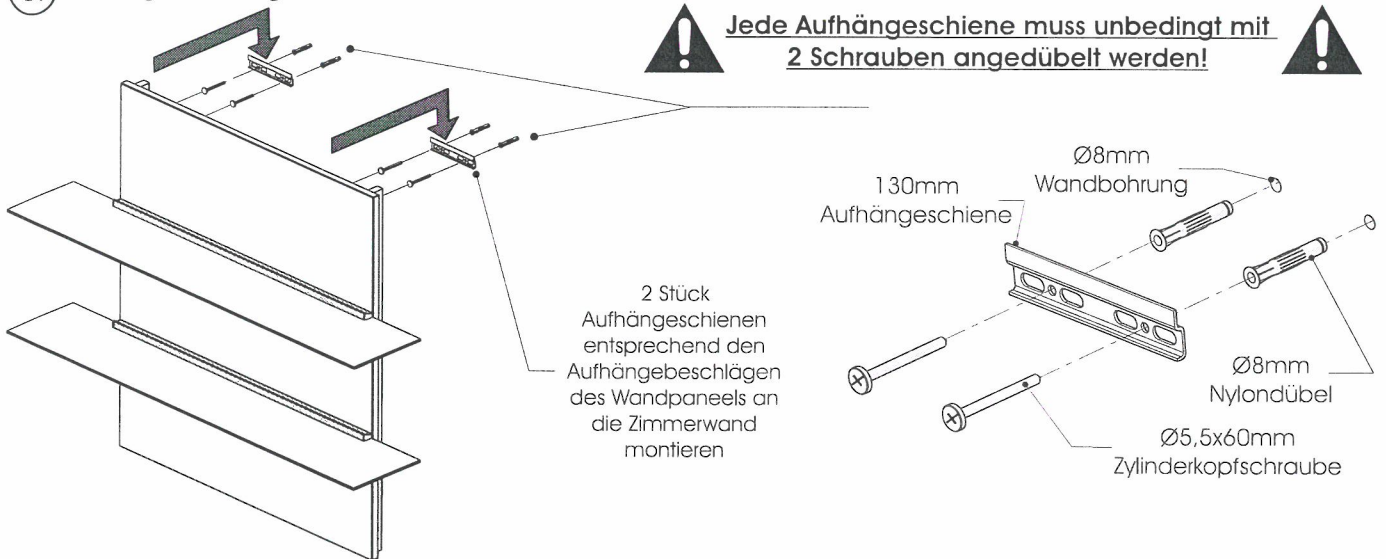 Jede Aufhängeschiene muss unbedingt mit
2 Schrauben angedübelt werden!
Ø8mm
Wandbohrung
130mm
Aufhängeschiene
2 Stück
Aufhängeschienen
entsprechend den
Aufhängebeschlägen
des Wandpaneels an
die Zimmerwand
montieren
Ø8mm
Nylondübel
Ø5,5x60mm
Zylinderkopfschraube